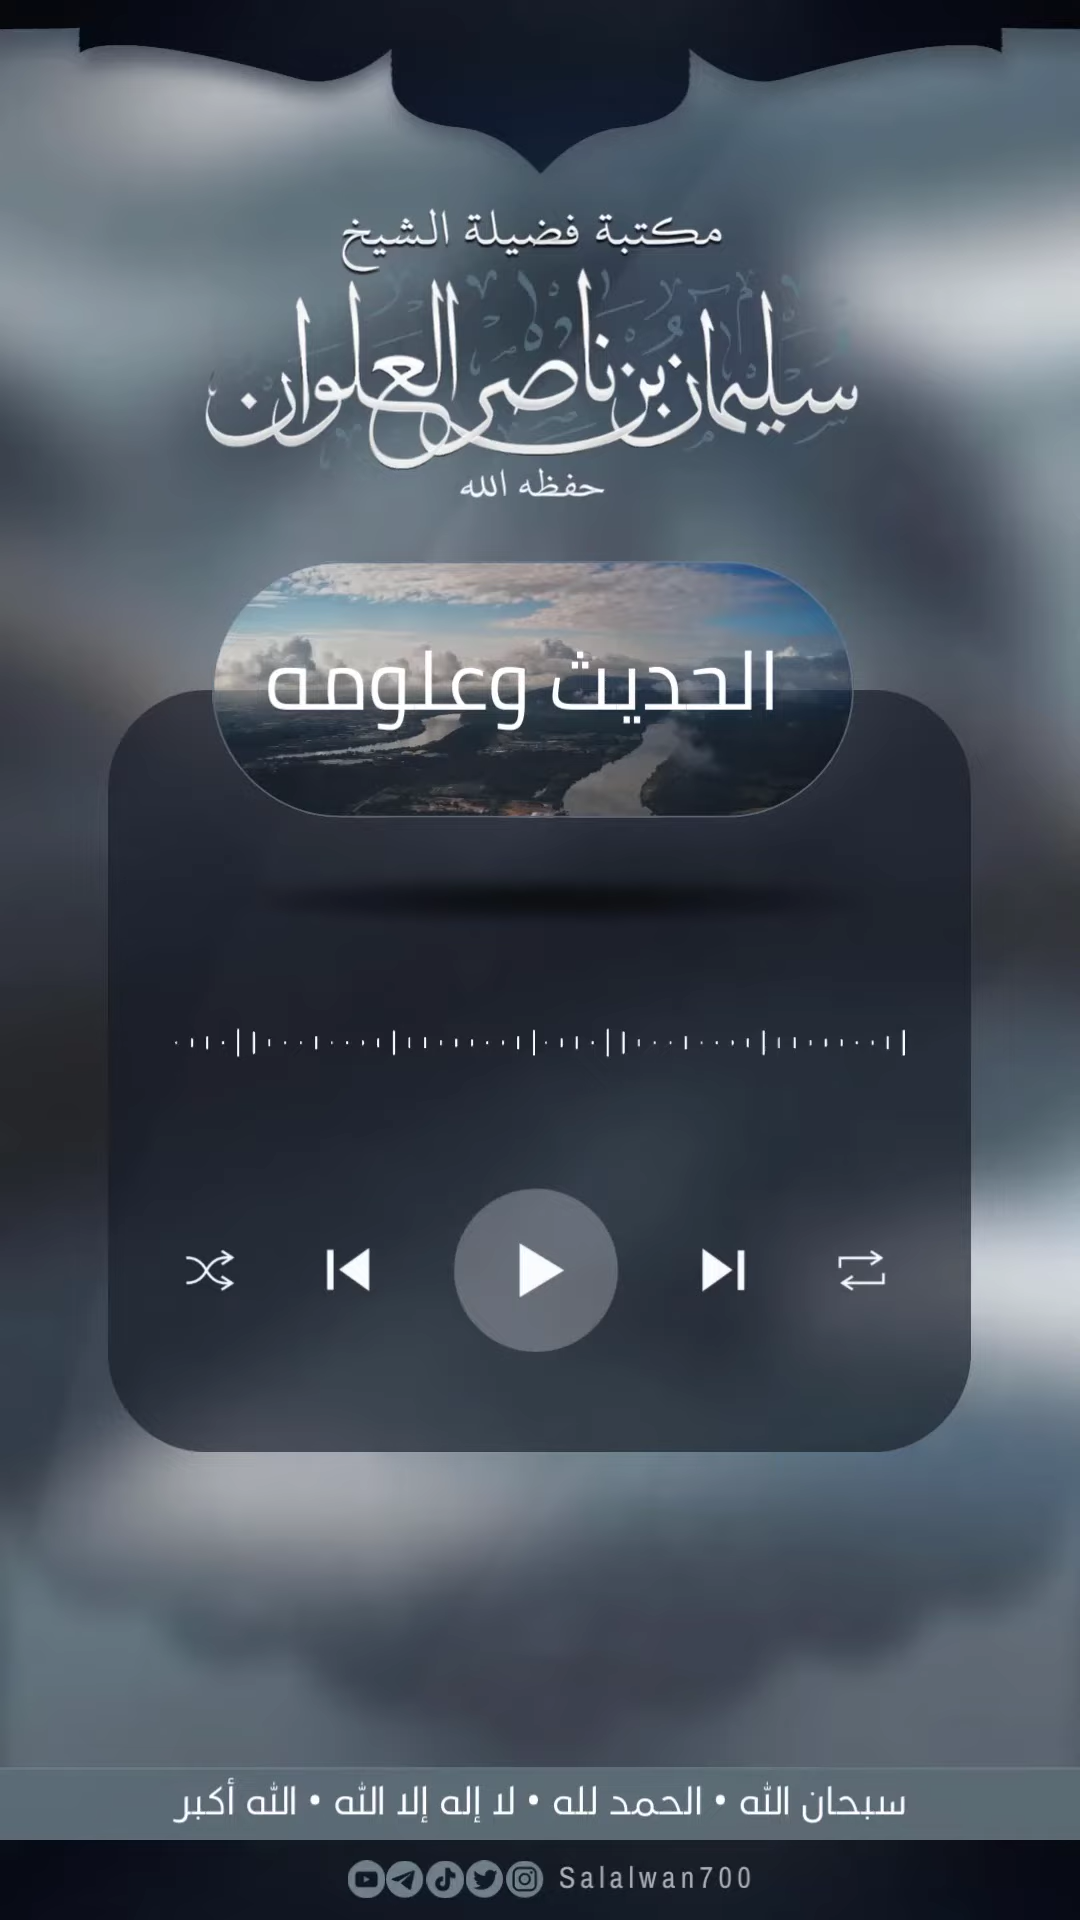 مكتبة فضيلة الشيخ
سليمان بن ناصر العلوان
حفظه الله
الحديث وعلومه
سبحان الله • الحمد لله • لا إله إلا الله • الله أكبر
Salalwan700